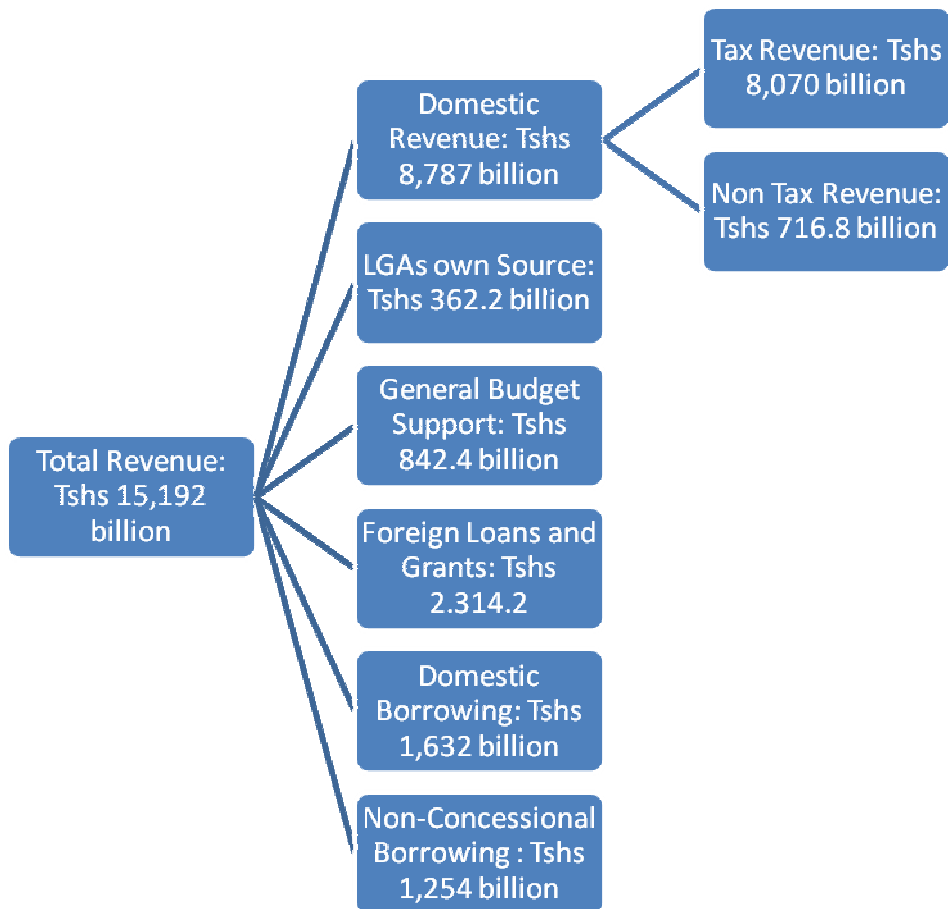 Total Revenue:
Tshs 15,192
billion
Domestic
Revenue: Tshs
8,787 billion
Tax Revenue: Tshs
8,070 billion
Non Tax Revenue:
Tshs 716.8 billion
LGAs own Source:
Tshs 362.2 billion
General Budget
Support: Tshs
842.4 billion
Foreign Loans and
Grants: Tshs
2.314.2
Domestic
Borrowing: Tshs
1,632 billion
Non-Concessional
Borrowing : Tshs
1,254 billion